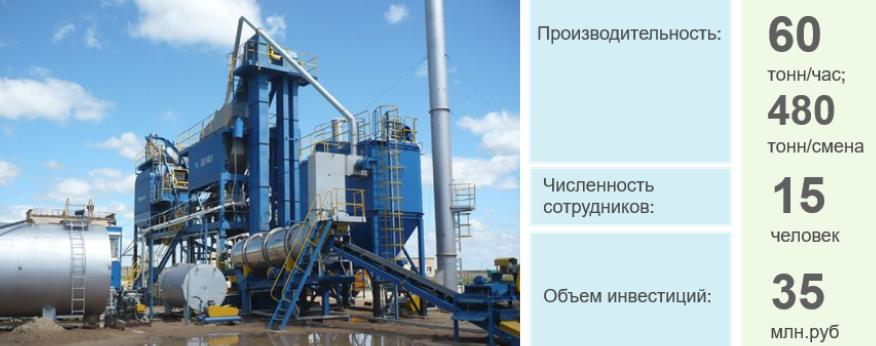 Производительность:
60
тонн/час;
480
тонн/смена
Численность
сотрудников:
15
человек
Объем инвестиций:
35
млн.руб